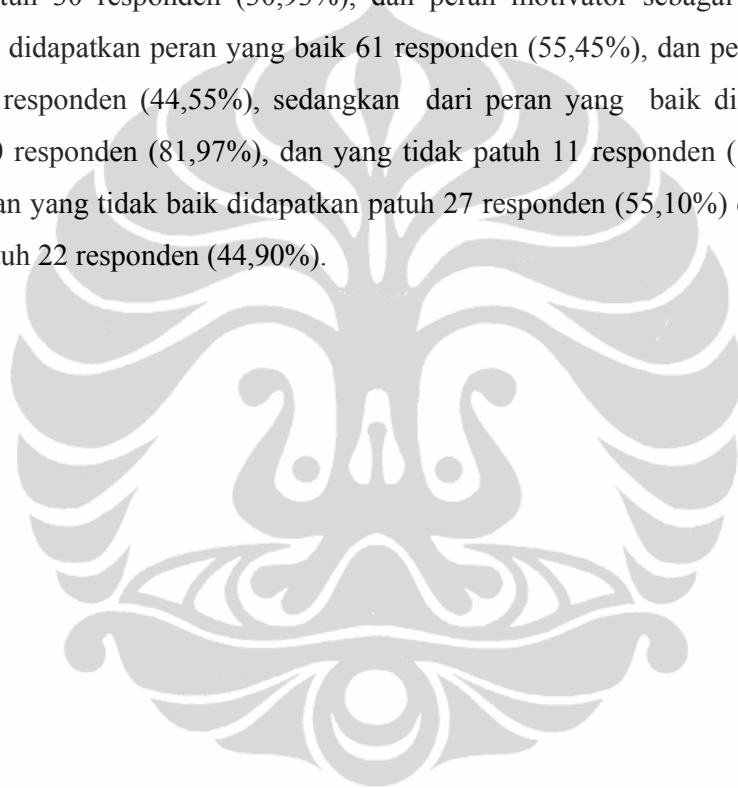 tuh 30 responden (30,93%), dan peran motivator sebagai
didapatkan peran yang baik 61 responden (55,45%), dan pe
responden (44,55%), sedangkan dari peran yang baik di
responden (81,97%), dan yang tidak patuh 11 responden (
an yang tidak baik didapatkan patuh 27 responden (55,10%)
tuh 22 responden (44,90%).